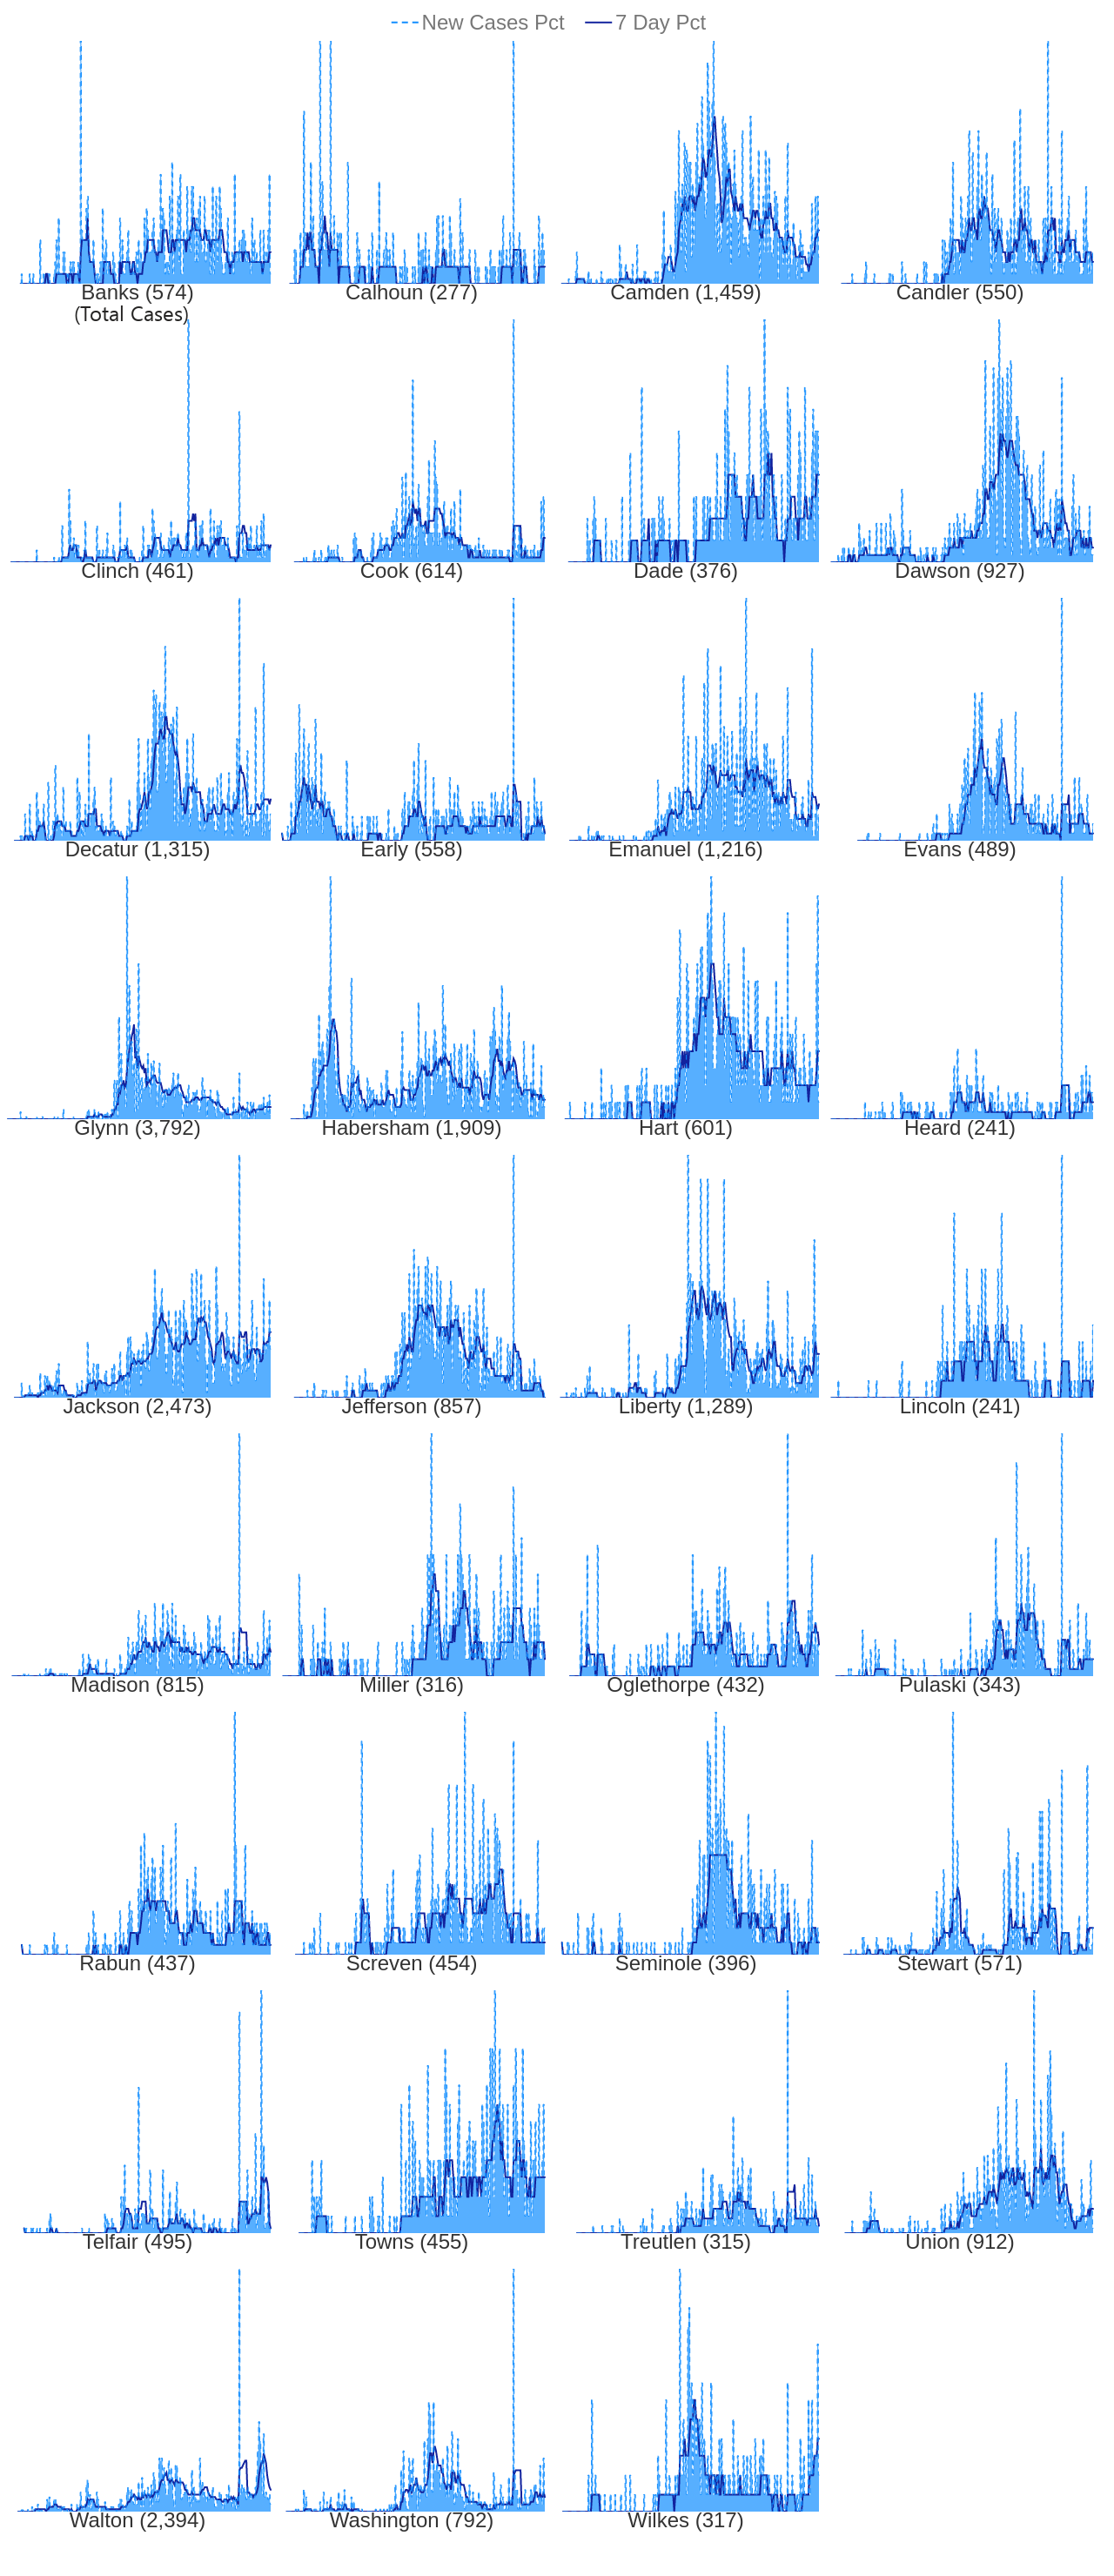 New Cases Pct 7 Day Pct
Banks (574) Calhoun (277) Camden (1,459) Candler (550)
(Total Cases)
Clinch (461) Cook (614) Dade (376) Dawson (927)
Decatur (1,315) Early (558) Emanuel (1,216) Evans (489)
Glynn (3,792) Habersham (1,909) Hart (601) Heard (241)
Jackson (2,473) Jefferson (857) Liberty (1,289) Lincoln (241)
Madison (815) Miller (316) Oglethorpe (432) Pulaski (343)
Rabun (437) Screven (454) Seminole (396) Stewart (571)
Telfair (495) Towns (455) Treutlen (315) Union (912)
Walton (2,394) Washington (792) Wilkes (317)